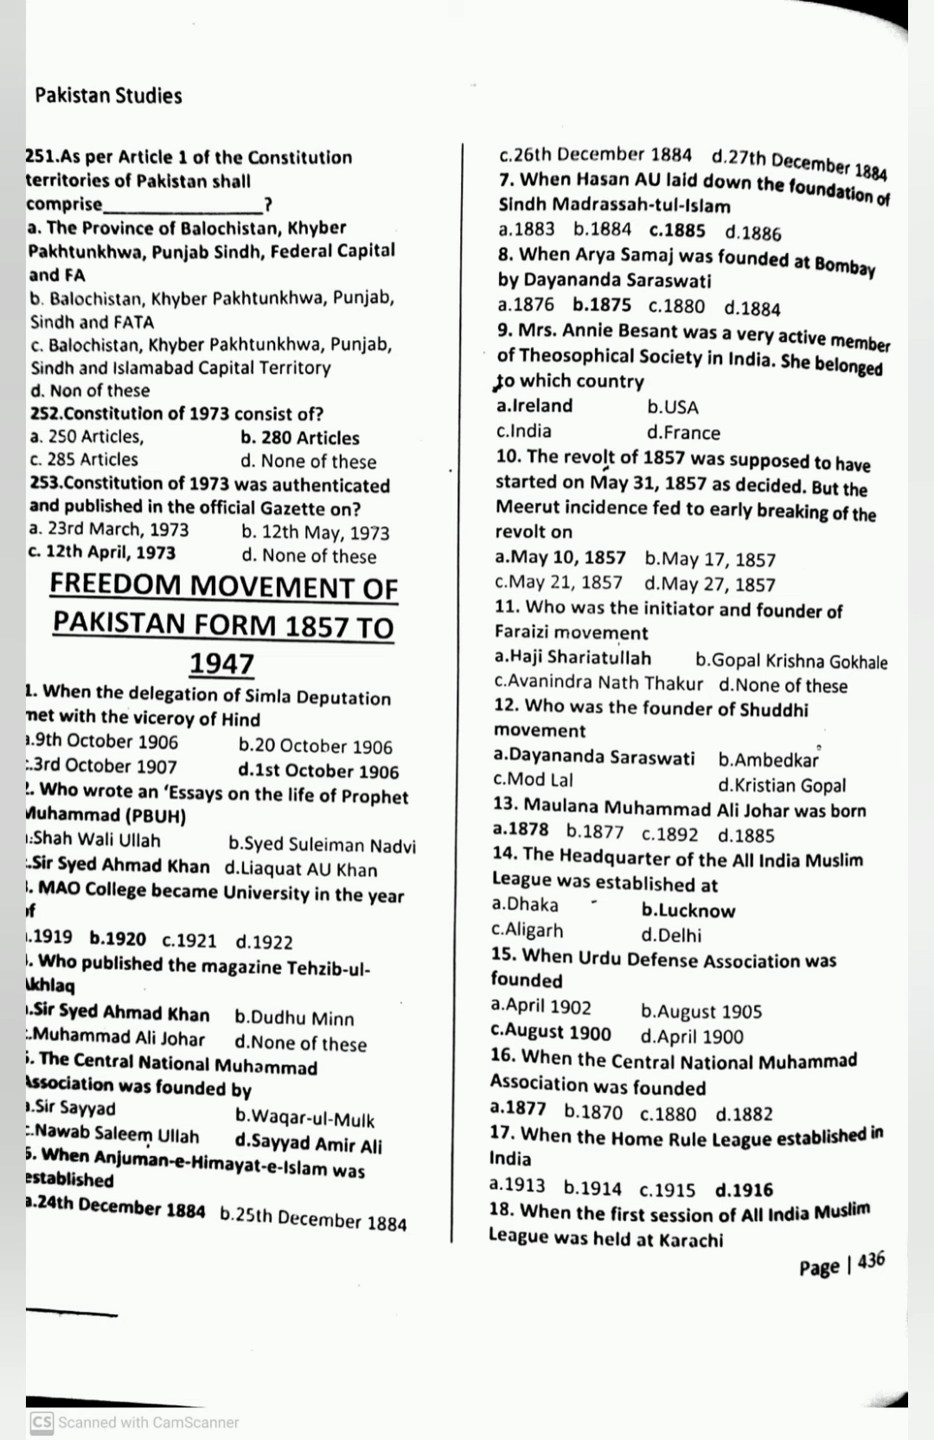 Pakistan Studies
251.As per Article 1 of the Constitution
territories of Pakistan shall
comprise________________?
a. The Province of Balochistan, Khyber
Pakhtunkhwa, Punjab Sindh, Federal Capital
and FA
b. Balochistan, Khyber Pakhtunkhwa, Punjab,
Sindh and FATA
c. Balochistan, Khyber Pakhtunkhwa, Punjab,
Sindh and Islamabad Capital Territory
d. Non of these
252.Constitution of 1973 consist of?
a. 250 Articles, b. 280 Articles
c. 285 Articles d. None of these
253.Constitution of 1973 was authenticated
and published in the official Gazette on?
a. 23rd March, 1973 b. 12th May, 1973
c. 12th April, 1973 d. None of these
FREEDOM MOVEMENT OF
PAKISTAN FORM 1857 TO
1947
1. When the delegation of Simla Deputation
met with the viceroy of Hind
a.9th October 1906 b.20 October 1906
c.3rd October 1907 d.1st October 1906
2. Who wrote an ‘Essays on the life of Prophet
Muhammad (PBUH)
a.Shah Wali Ullah b.Syed Suleiman Nadvi
c.Sir Syed Ahmad Khan d.Liaquat AU Khan
3. MAO College became University in the year
of
a.1919 b.1920 c.1921 d.1922
4. Who published the magazine Tehzib-ul-
Akhlaq
a.Sir Syed Ahmad Khan b.Dudhu Minn
c.Muhammad Ali Johar d.None of these
5. The Central National Muhammad
Association was founded by
a.Sir Sayyad b.Waqar-ul-Mulk
c.Nawab Saleem Ullah d.Sayyad Amir Ali
6. When Anjuman-e-Himayat-e-Islam was
established
a.24th December 1884 b.25th December 1884
c.26th December 1884 d.27th December 1884
7. When Hasan AU laid down the foundation of
Sindh Madrassah-tul-Islam
a.1883 b.1884 c.1885 d.1886
8. When Arya Samaj was founded at Bombay
by Dayananda Saraswati
a.1876 b.1875 c.1880 d.1884
9. Mrs. Annie Besant was a very active member
of Theosophical Society in India. She belonged
to which country
a.Ireland b.USA
c.India d.France
10. The revolt of 1857 was supposed to have
started on May 31, 1857 as decided. But the
Meerut incidence fed to early breaking of the
revolt on
a.May 10, 1857 b.May 17, 1857
c.May 21, 1857 d.May 27, 1857
11. Who was the initiator and founder of
Faraizi movement
a.Haji Shariatullah b.Gopal Krishna Gokhale
c.Avanindra Nath Thakur d.None of these
12. Who was the founder of Shuddhi
movement
a.Dayananda Saraswati b.Ambedkar
c.Mod Lal d.Kristian Gopal
13. Maulana Muhammad Ali Johar was born
a.1878 b.1877 c.1892 d.1885
14. The Headquarter of the All India Muslim
League was established at
a.Dhaka b.Lucknow
c.Aligarh d.Delhi
15. When Urdu Defense Association was
founded
a.April 1902 b.August 1905
c.August 1900 d.April 1900
16. When the Central National Muhammad
Association was founded
a.1877 b.1870 c.1880 d.1882
17. When the Home Rule League established in
India
a.1913 b.1914 c.1915 d.1916
18. When the first session of All India Muslim
League was held at Karachi
Page | 436
CS Scanned with CamScanner